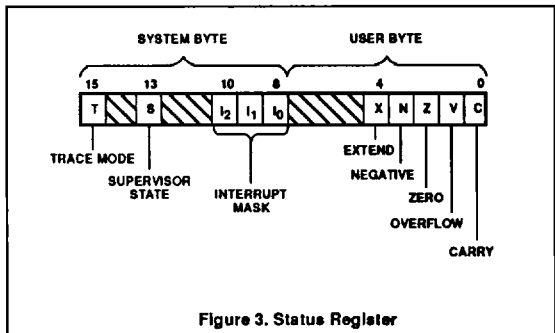 SYSTEM BYTE USER BYTE
15 13 10 8 4 0
T S I2 I1 I0 X N Z V C
TRACE MODE EXTEND
SUPERVISOR STATE INTERRUPT MASK NEGATIVE
ZERO
OVERFLOW
CARRY
Figure 3. Status Register